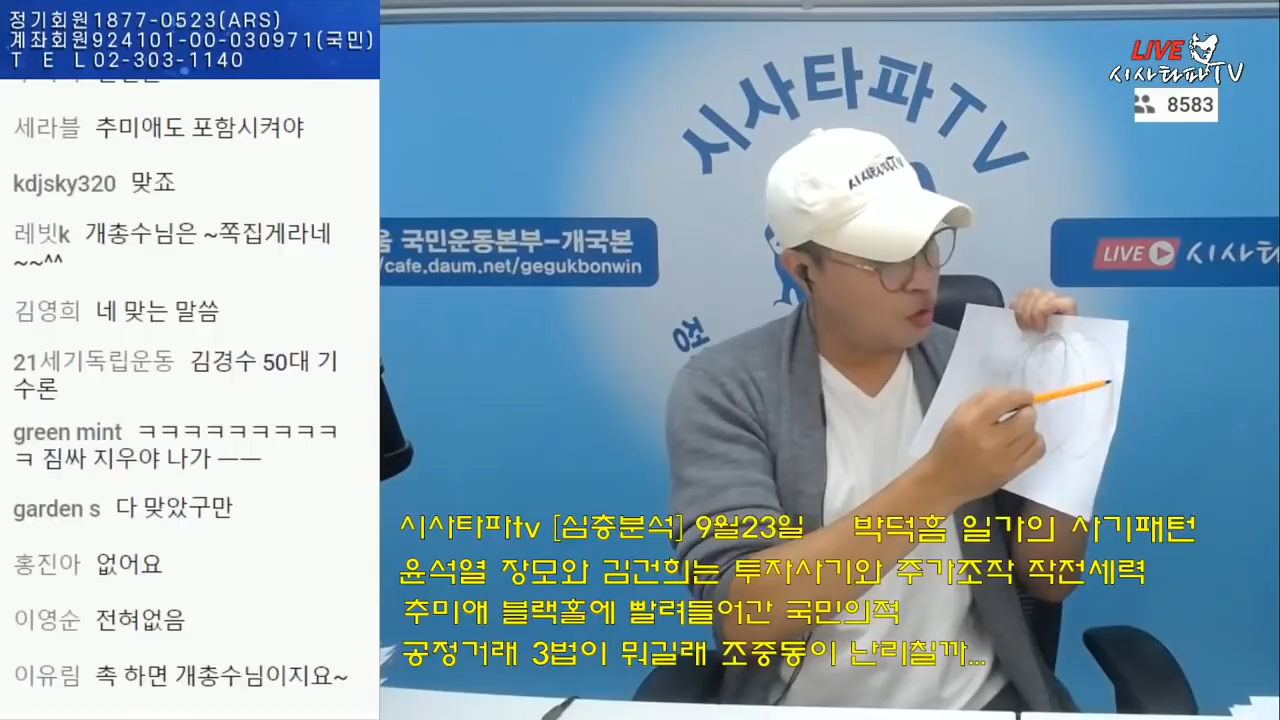 정기회원1877-0523(ARS)
계좌회원924101-00-030971(국민)
T E L 02-303-1140
세라블 추미애도 포함시켜야
kdjsky320 맞죠
레빗k 개총수님은 ~쪽집게라네
~~^^
김영희 네 맞는 말씀
21세기독립운동 김경수 50대 기
수론
green mint ㅋㅋㅋㅋㅋㅋㅋㅋㅋ
ㅋ 짐싸 지우야 나가 ㅡㅡ
garden s 다 맞았구만
홍진아 없어요
이영순 전혀없음
이유림 촉 하면 개총수님이지요~
LIVE
시사타파TV
8583
시사타파TV
시사타파TV
움 국민운동본부-개국본
/cafe.daum.net/gegukbonwin
LIVE 시사타
정
시사타파tv [심층분석] 9월23일 박덕흠 일가의 사기패턴
윤석열 장모와 김건희는 투자사기와 주가조작 작전세력
추미애 블랙홀에 빨려들어간 국민의적
공정거래 3법이 뭐길래 조중동이 난리칠까...